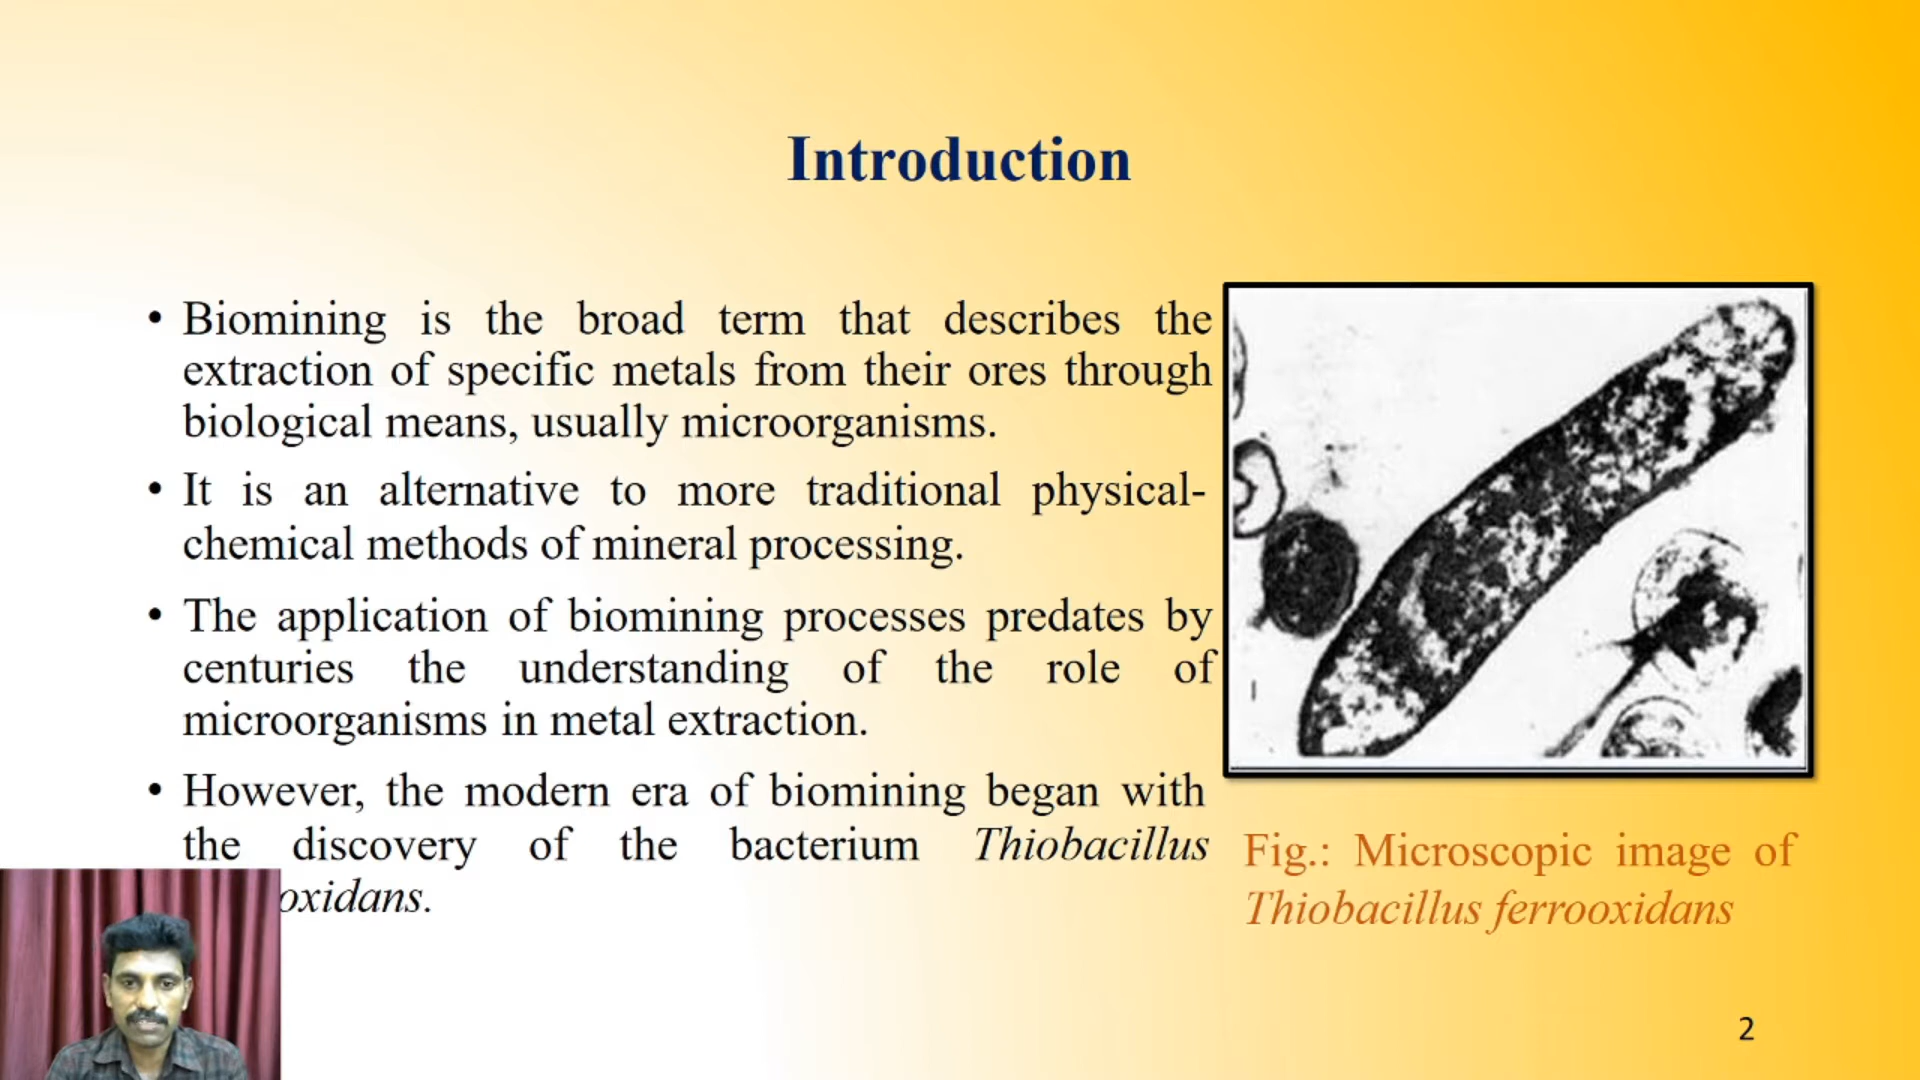 Introduction
• Biomining is the broad term that describes the
extraction of specific metals from their ores through
biological means, usually microorganisms.
• It is an alternative to more traditional physical-
chemical methods of mineral processing.
• The application of biomining processes predates by
centuries the understanding of the role of
microorganisms in metal extraction.
• However, the modern era of biomining began with
the discovery of the bacterium Thiobacillus
oxidans.
Fig.: Microscopic image of
Thiobacillus ferrooxidans
2